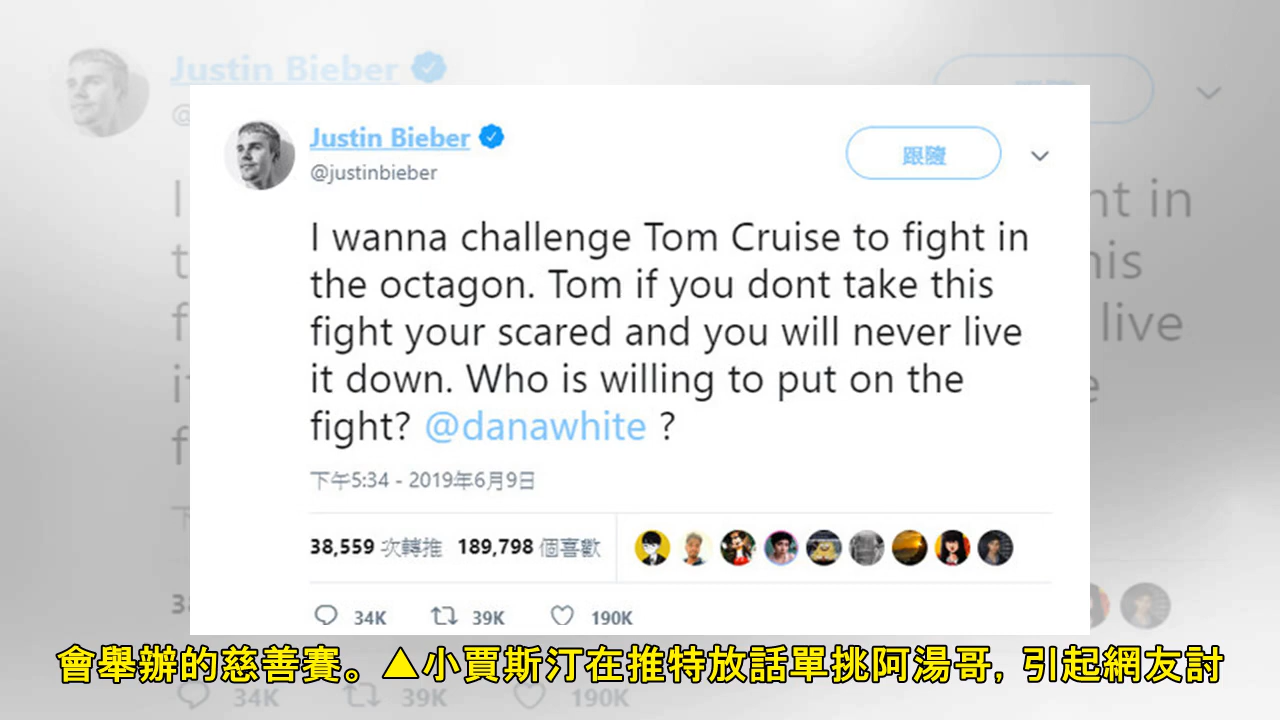 Justin Bieber
@justinbieber
跟隨
I wanna challenge Tom Cruise to fight in
the octagon. Tom if you dont take this
fight your scared and you will never live
it down. Who is willing to put on the
fight? @danawhite ?
下午5:34 - 2019年6月9日
38,559 次轉推 189,798 個喜歡
34K 39K 190K
會舉辦的慈善賽。▲小賈斯汀在推特放話單挑阿湯哥, 引起網友討